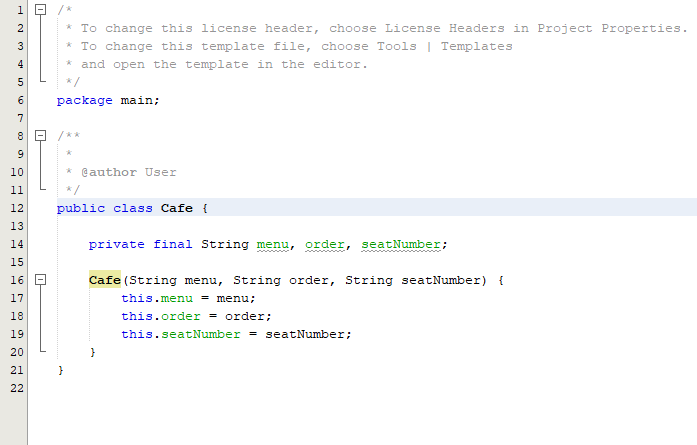 1 /*
2 * To change this license header, choose License Headers in Project Properties.
3 * To change this template file, choose Tools | Templates
4 * and open the template in the editor.
5 */
6 package main;
7
8 /**
9 *
10 * @author User
11 */
12 public class Cafe {
13
14 private final String menu, order, seatNumber;
15
16 Cafe(String menu, String order, String seatNumber) {
17 this.menu = menu;
18 this.order = order;
19 this.seatNumber = seatNumber;
20 }
21 }
22